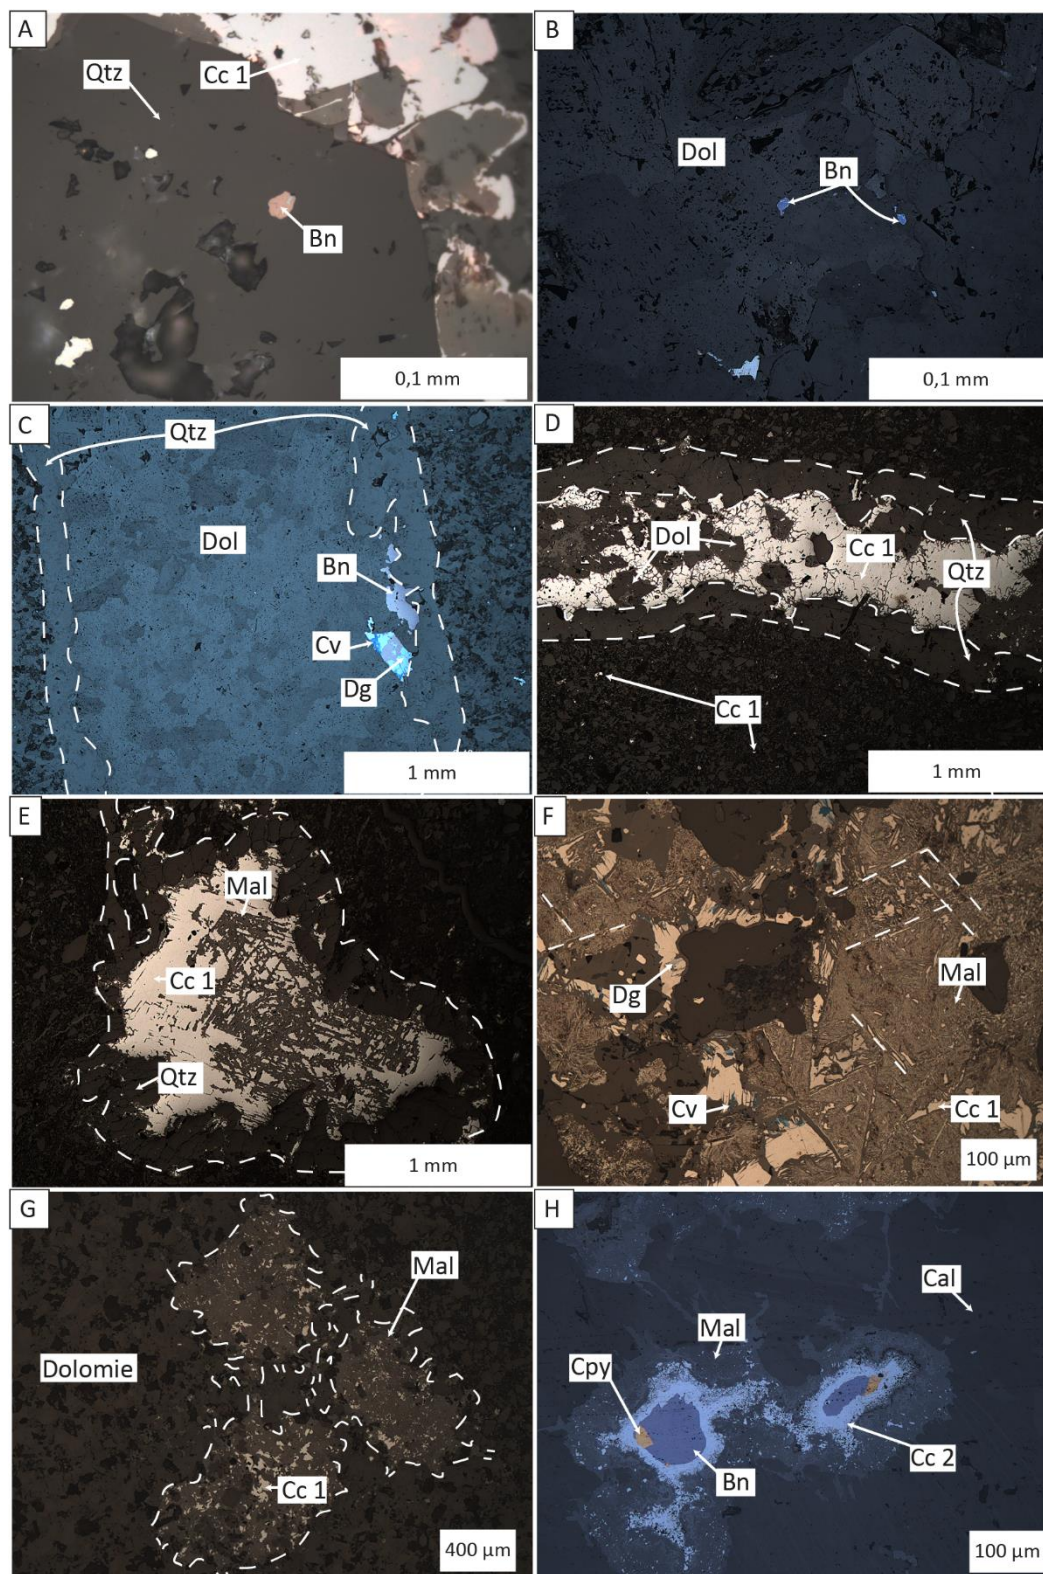 A
Qtz
Cc 1
Bn
0,1 mm
B
Dol
Bn
0,1 mm
C
Qtz
Dol
Bn
Cv
Dg
1 mm
D
Dol
Cc 1
Qtz
Cc 1
1 mm
E
Mal
Cc 1
Qtz
1 mm
F
Dg
Mal
Cv
Cc 1
100 µm
G
Mal
Dolomie
Cc 1
400 µm
H
Cal
Mal
Cpy
Cc 2
Bn
100 µm